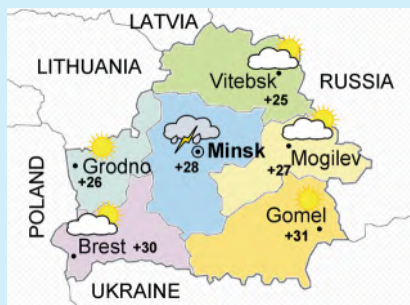 LATVIA
LITHUANIA
Vitebsk
+25
RUSSIA
Minsk
+28
Mogilev
+27
Grodno
+26
POLAND
Gomel
+31
Brest +30
UKRAINE